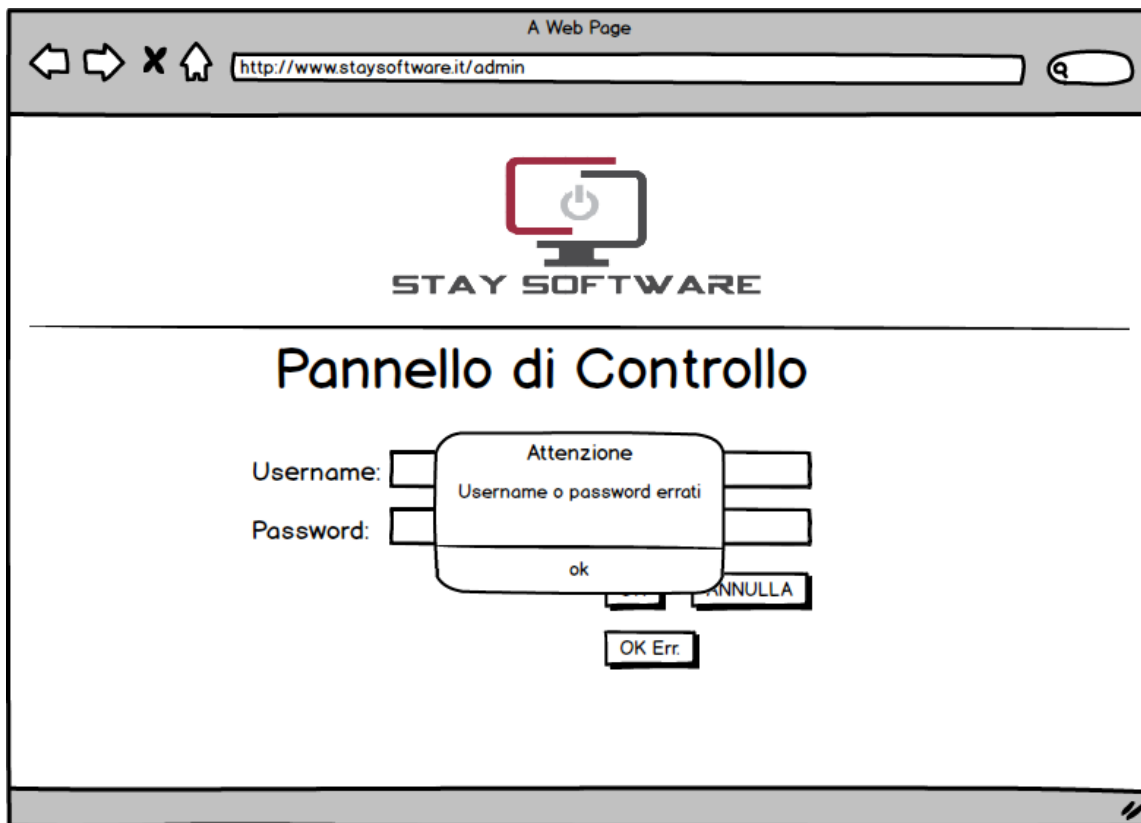 A Web Page
http://www.staysoftware.it/admin
STAY SOFTWARE
Pannello di Controllo
Attenzione
Username:
Username o password errati
Password:
ok
ANNULLA
OK Err.